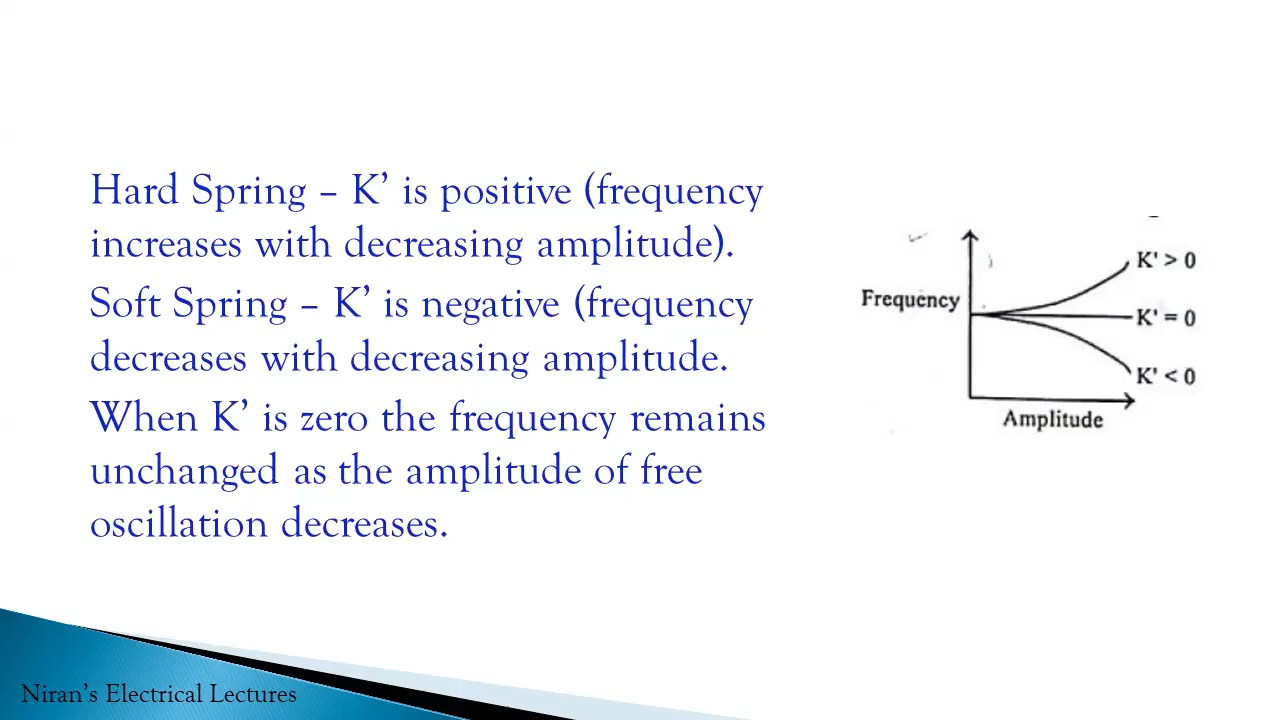 Hard Spring – K’ is positive (frequency
increases with decreasing amplitude).
Soft Spring – K’ is negative (frequency
decreases with decreasing amplitude.
When K’ is zero the frequency remains
unchanged as the amplitude of free
oscillation decreases.
K' > 0
Frequency
K' = 0
K' < 0
Amplitude
Niran’s Electrical Lectures